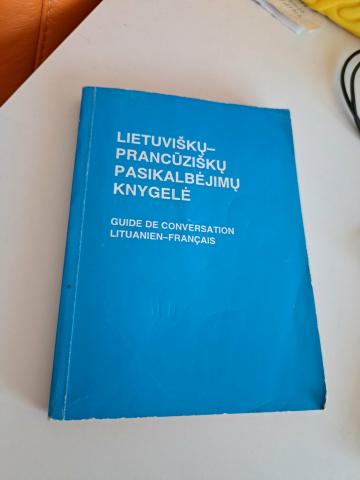 LIETUVIŠKŲ–
PRANCŪZIŠKŲ
PASIKALBĖJIMŲ
KNYGELĖ
GUIDE DE CONVERSATION
LITUANIEN–FRANÇAIS